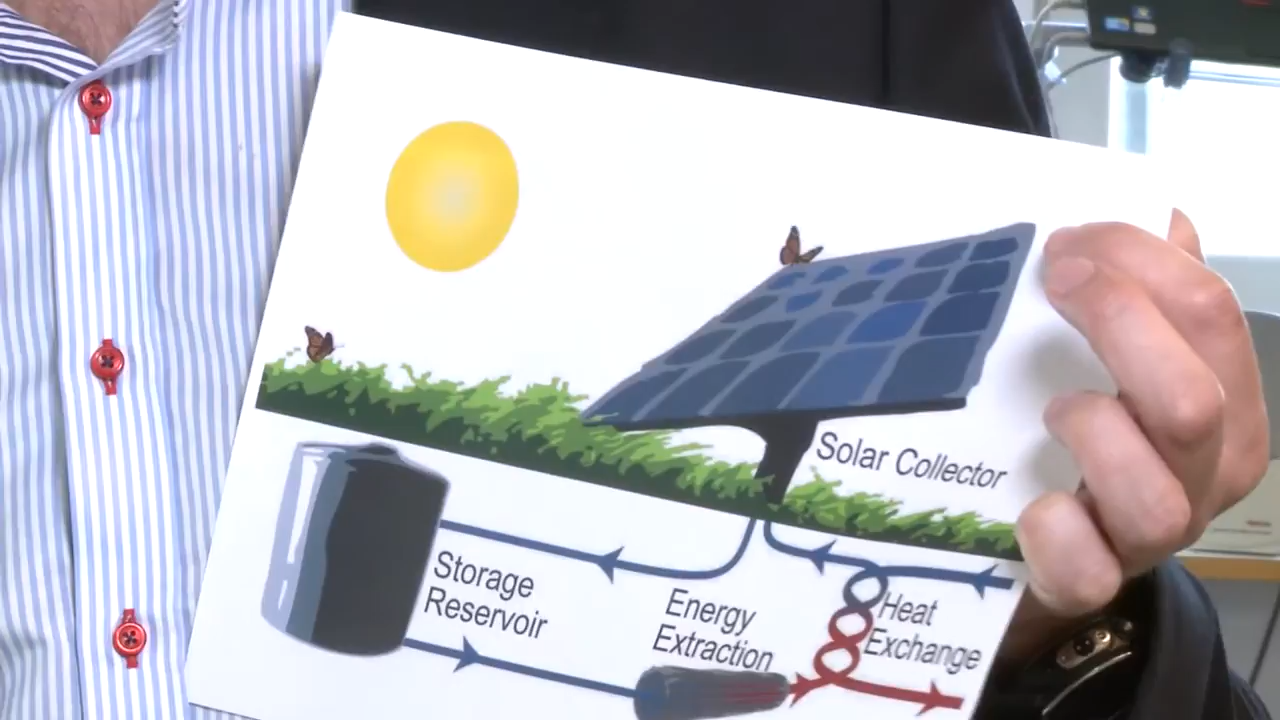 Solar Collector
Storage
Reservoir
Energy
Extraction
Heat
Exchange